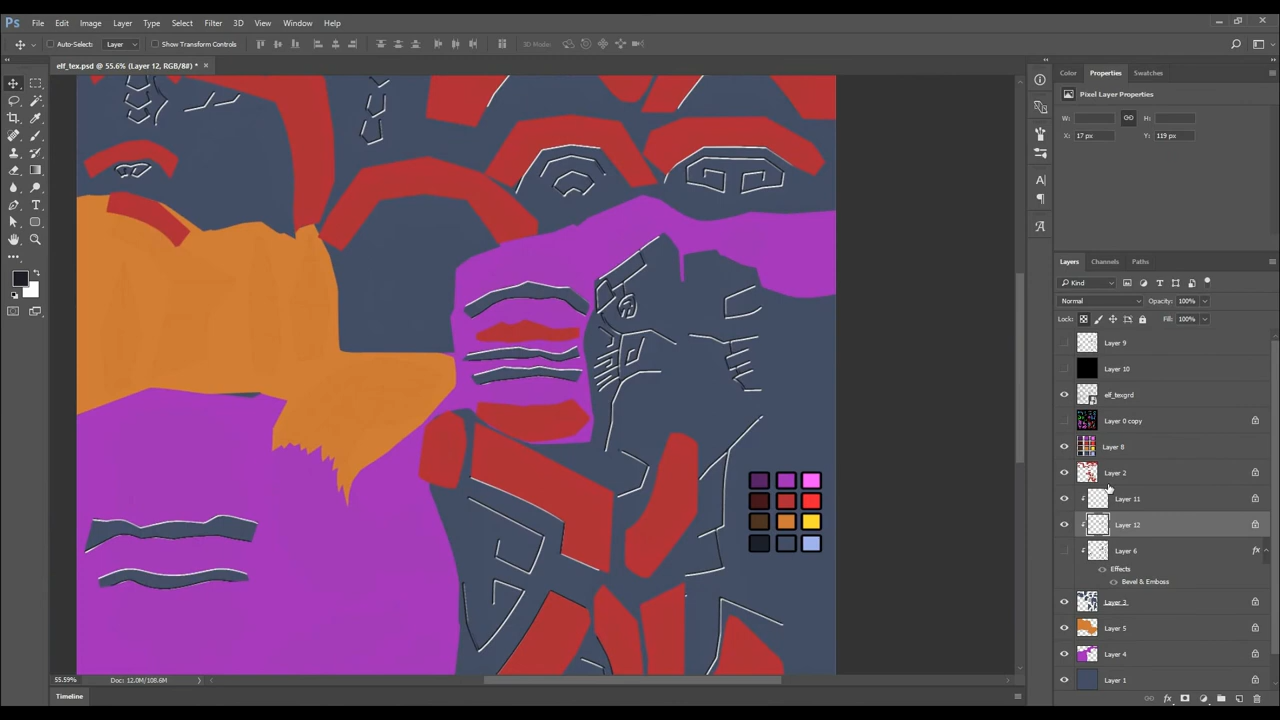 Ps File Edit Image Layer Type Select Filter 3D View Window Help
Auto-Select: Layer Show Transform Controls 3D Mode:
elf_tex.psd @ 55.6% (Layer 12, RGB/8#) * ×
Color Properties Swatches
Pixel Layer Properties
W: H:
X: 17 px Y: 119 px
Layers Channels Paths
Kind
Normal Opacity: 100%
Lock: Fill: 100%
Layer 9
Layer 10
elf_texgrd
Layer 0 copy
Layer 8
Layer 2
Layer 11
Layer 12
Layer 6 fx
Effects
Bevel & Emboss
Layer 3
Layer 5
Layer 4
Layer 1
55.59% Doc: 12.0M/108.6M
Timeline